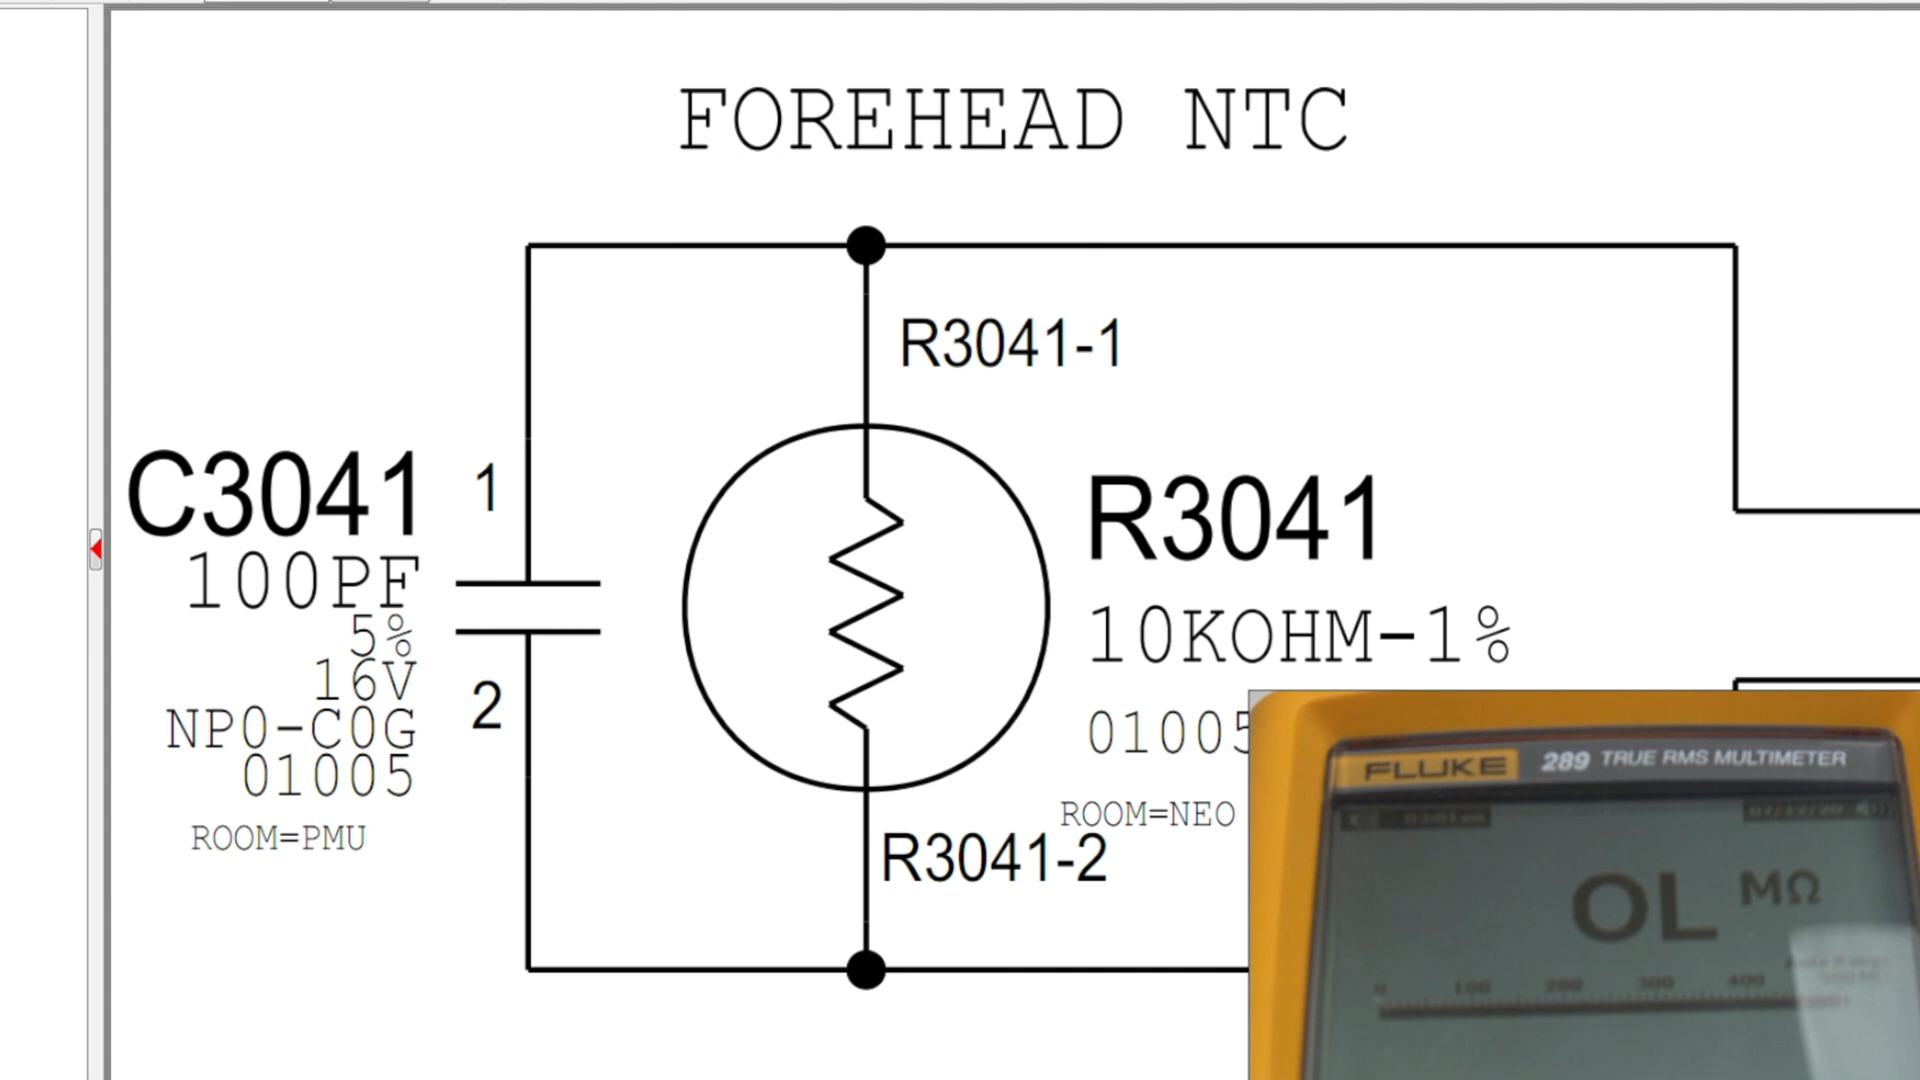 FOREHEAD NTC
R3041-1
C3041
1
100PF
5%
16V
NP0-C0G
01005
2
ROOM=PMU
R3041
10KOHM-1%
01005
ROOM=NEO
R3041-2
FLUKE 289 TRUE RMS MULTIMETER
OL MΩ
0 100 200 300 400